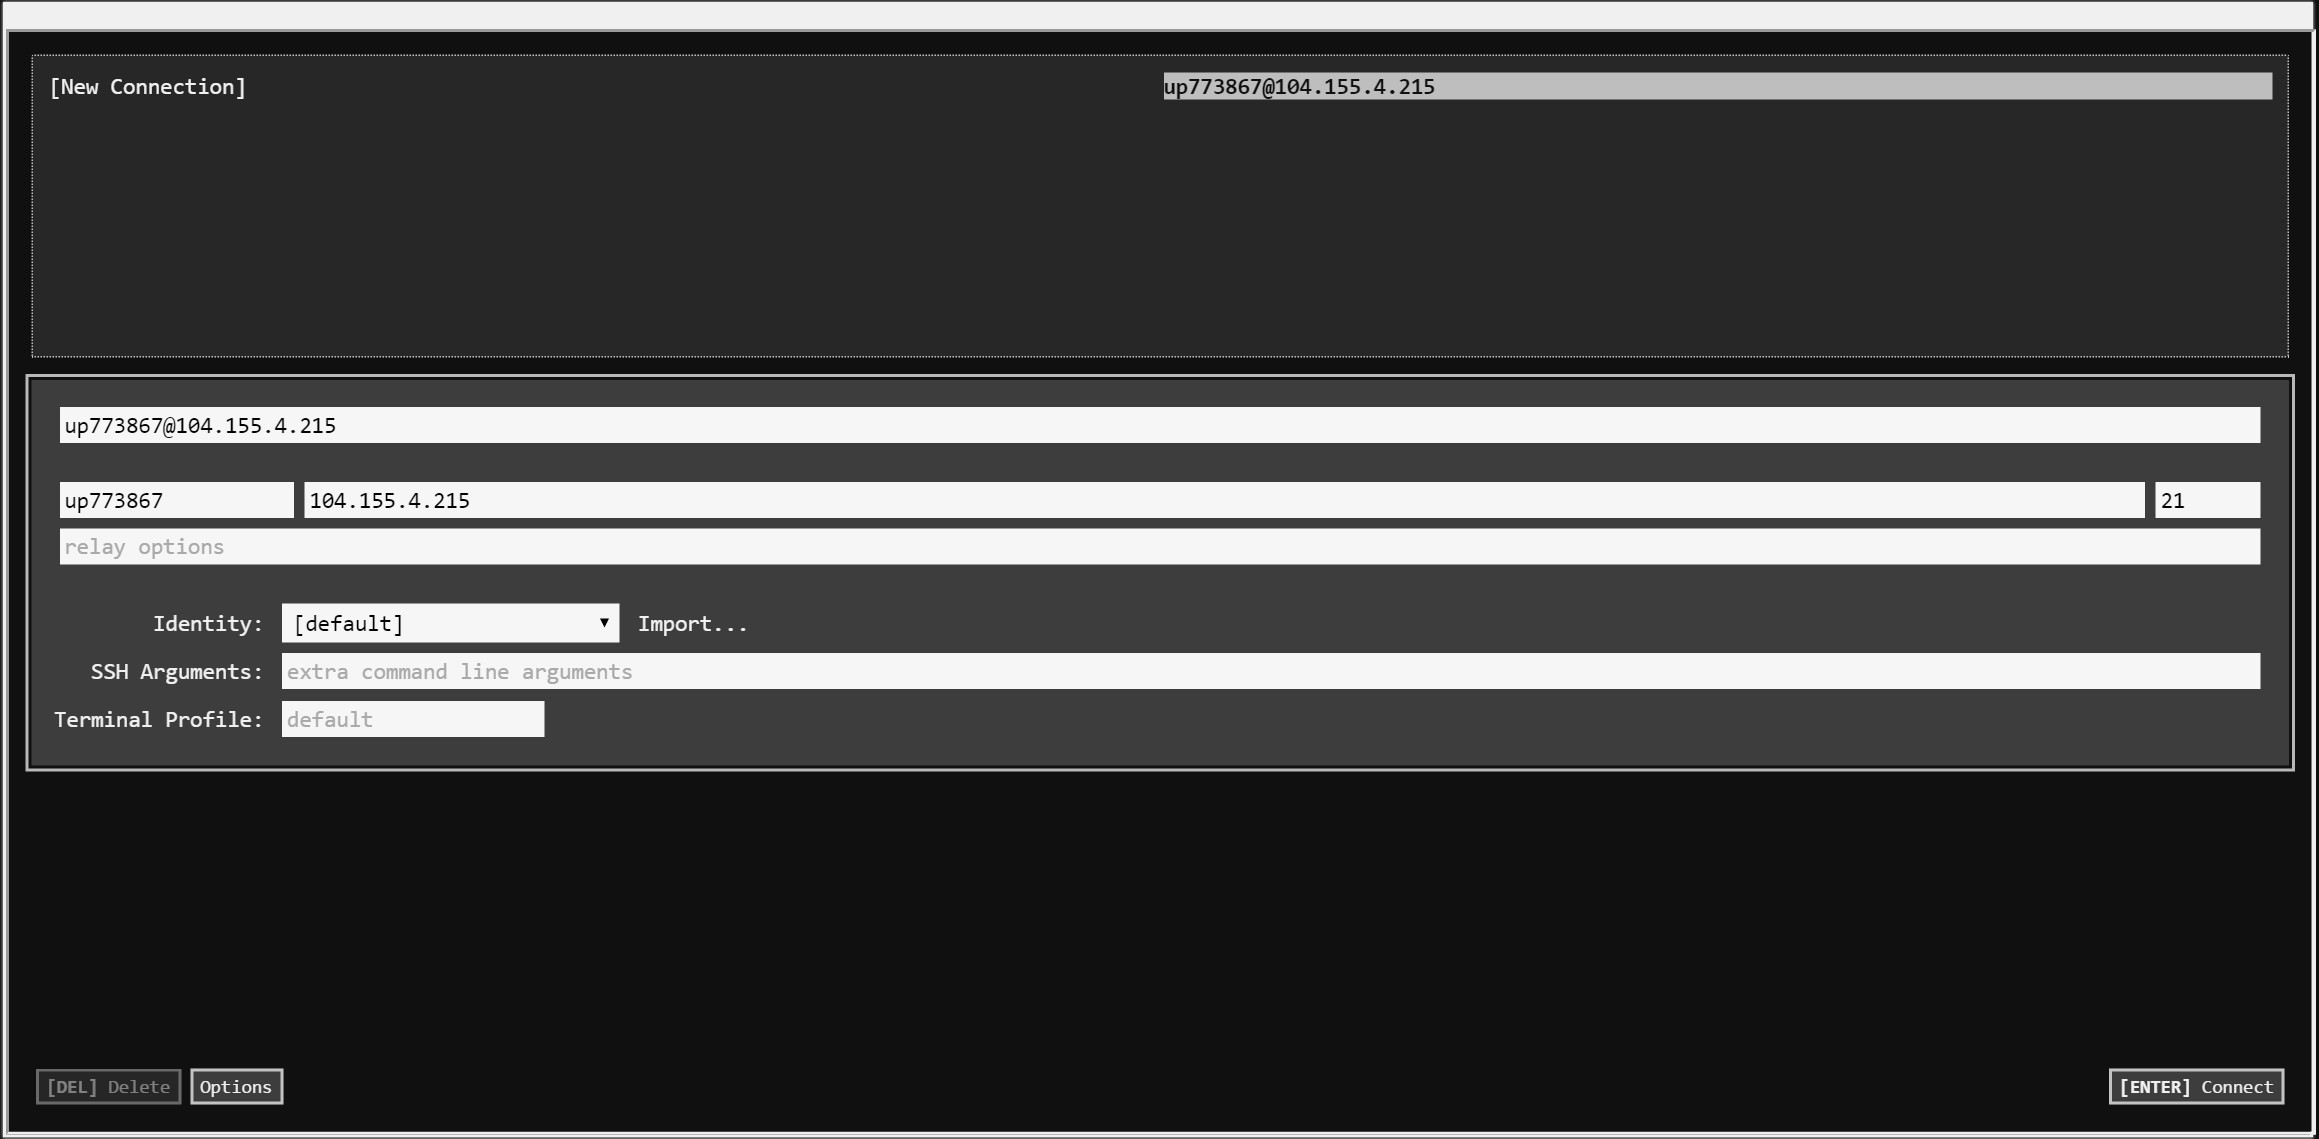 [New Connection] up773867@104.155.4.215
up773867@104.155.4.215
up773867 104.155.4.215 21
relay options
Identity: [default] Import...
SSH Arguments: extra command line arguments
Terminal Profile: default
[DEL] Delete Options [ENTER] Connect